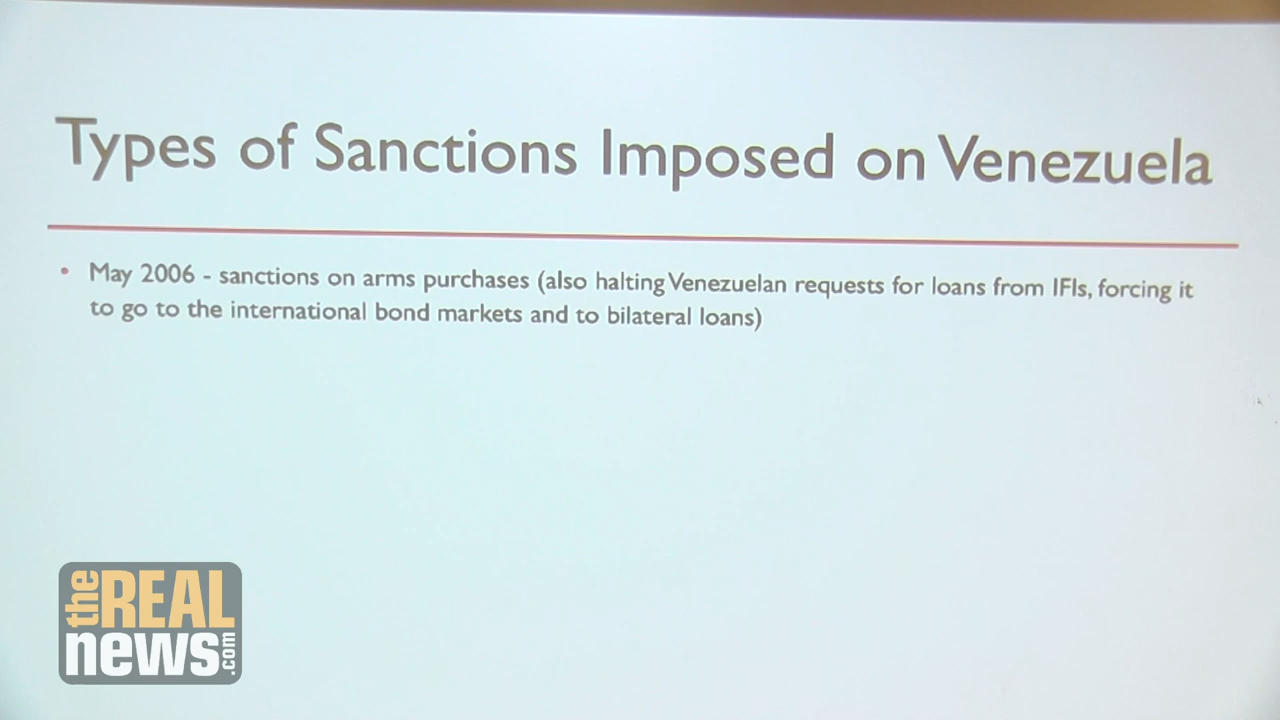 Types of Sanctions Imposed on Venezuela
• May 2006 - sanctions on arms purchases (also halting Venezuelan requests for loans from IFIs, forcing it
to go to the international bond markets and to bilateral loans)
the REAL
news.com